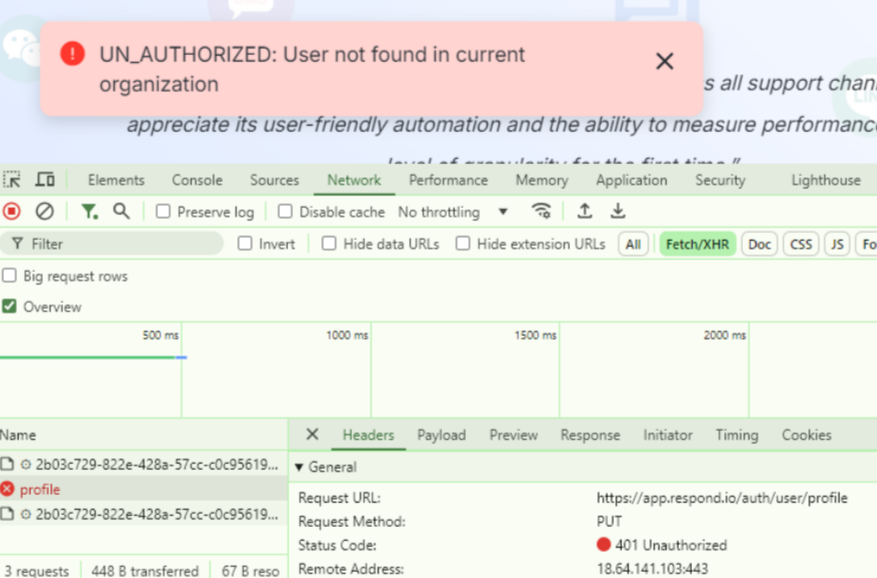 UN_AUTHORIZED: User not found in current
organization
s all support chan
appreciate its user-friendly automation and the ability to measure performance
level of granularity for the first time."
Elements Console Sources Network Performance Memory Application Security Lighthouse
Preserve log Disable cache No throttling
Filter Invert Hide data URLs Hide extension URLs All Fetch/XHR Doc CSS JS Fo
Big request rows
Overview
500 ms 1000 ms 1500 ms 2000 ms
Name Headers Payload Preview Response Initiator Timing Cookies
2b03c729-822e-428a-57cc-c0c95619...
General
profile
Request URL: https://app.respond.io/auth/user/profile
2b03c729-822e-428a-57cc-c0c95619...
Request Method: PUT
Status Code: 401 Unauthorized
3 requests 448 B transferred 67 B reso
Remote Address: 18.64.141.103:443